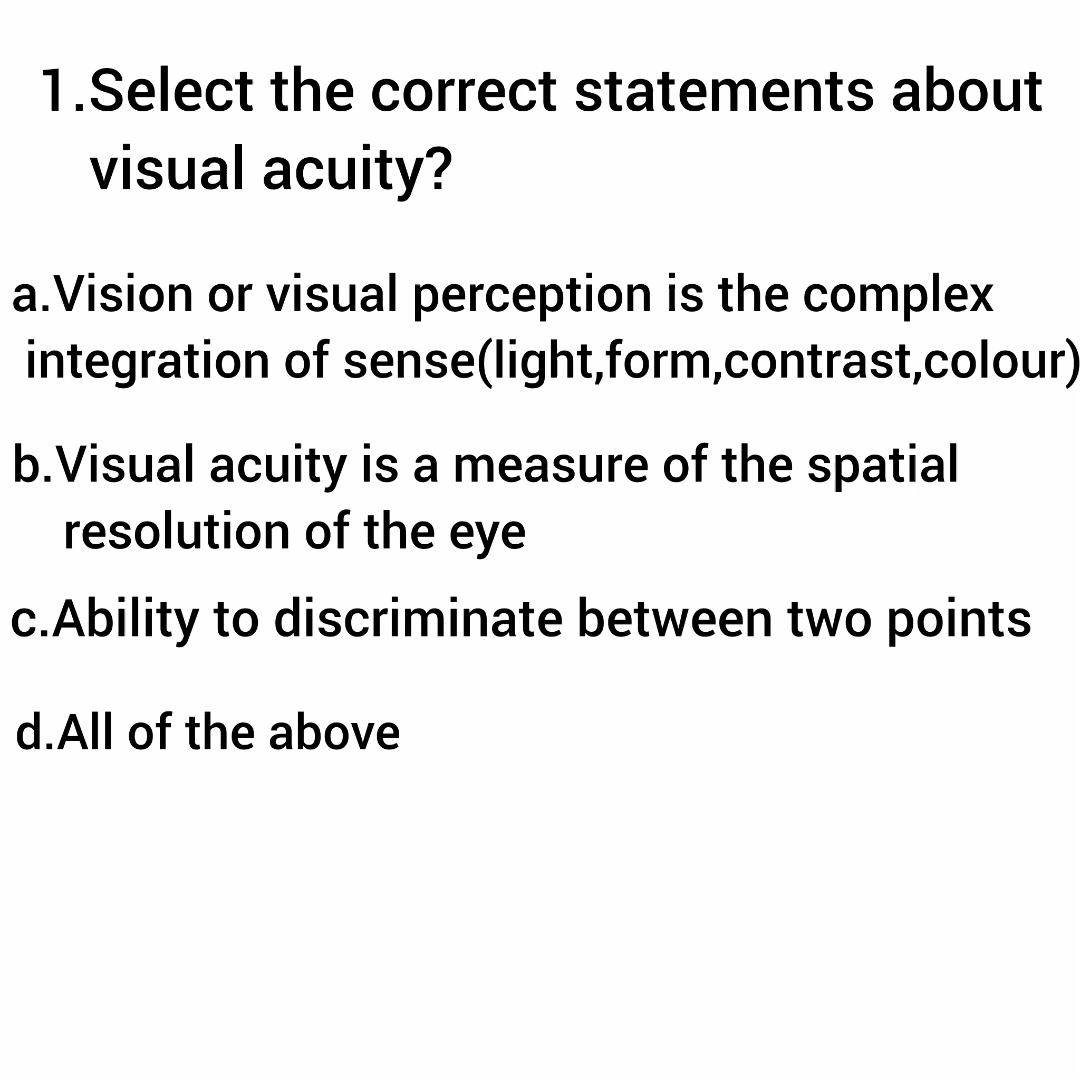 1.Select the correct statements about
visual acuity?
a.Vision or visual perception is the complex
integration of sense(light,form,contrast,colour)
b.Visual acuity is a measure of the spatial
resolution of the eye
c.Ability to discriminate between two points
d.All of the above